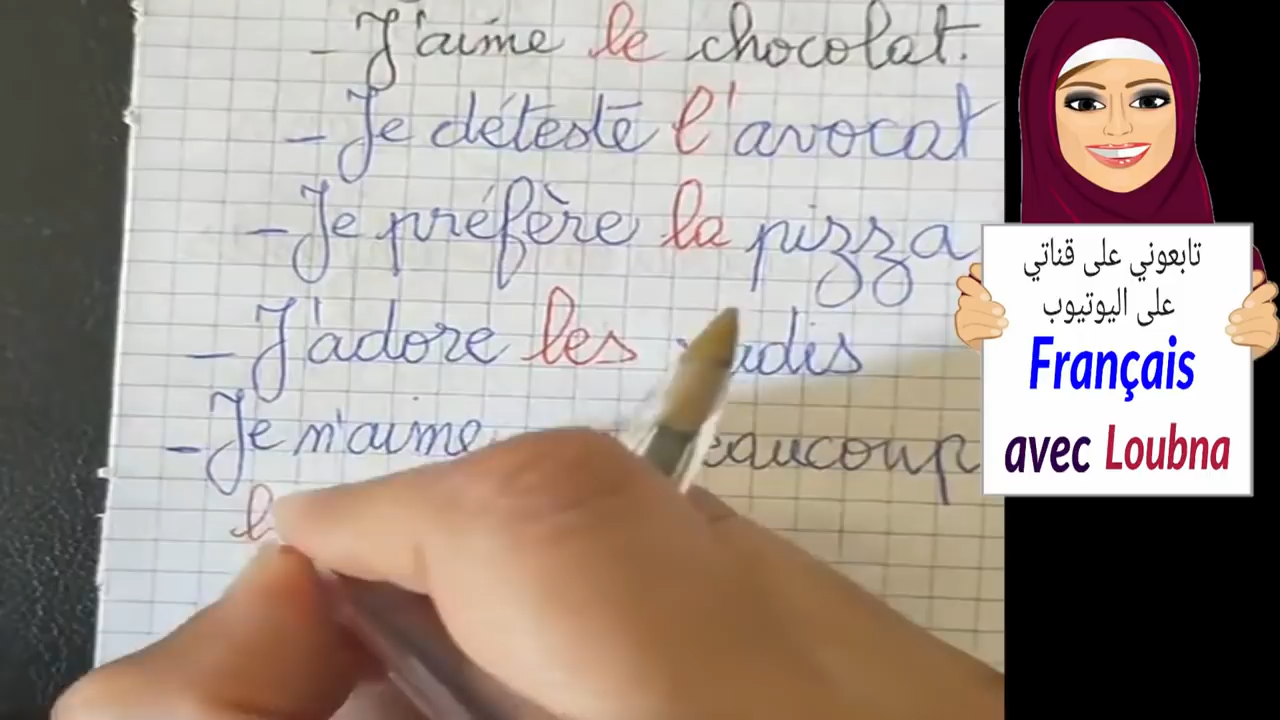 - J'aime le chocolat.
- Je déteste l'avocat
- Je préfère la pizza
- J'adore les
- Je n'aime
تابعوني على قناتي
على اليوتيوب
Français
avec Loubna